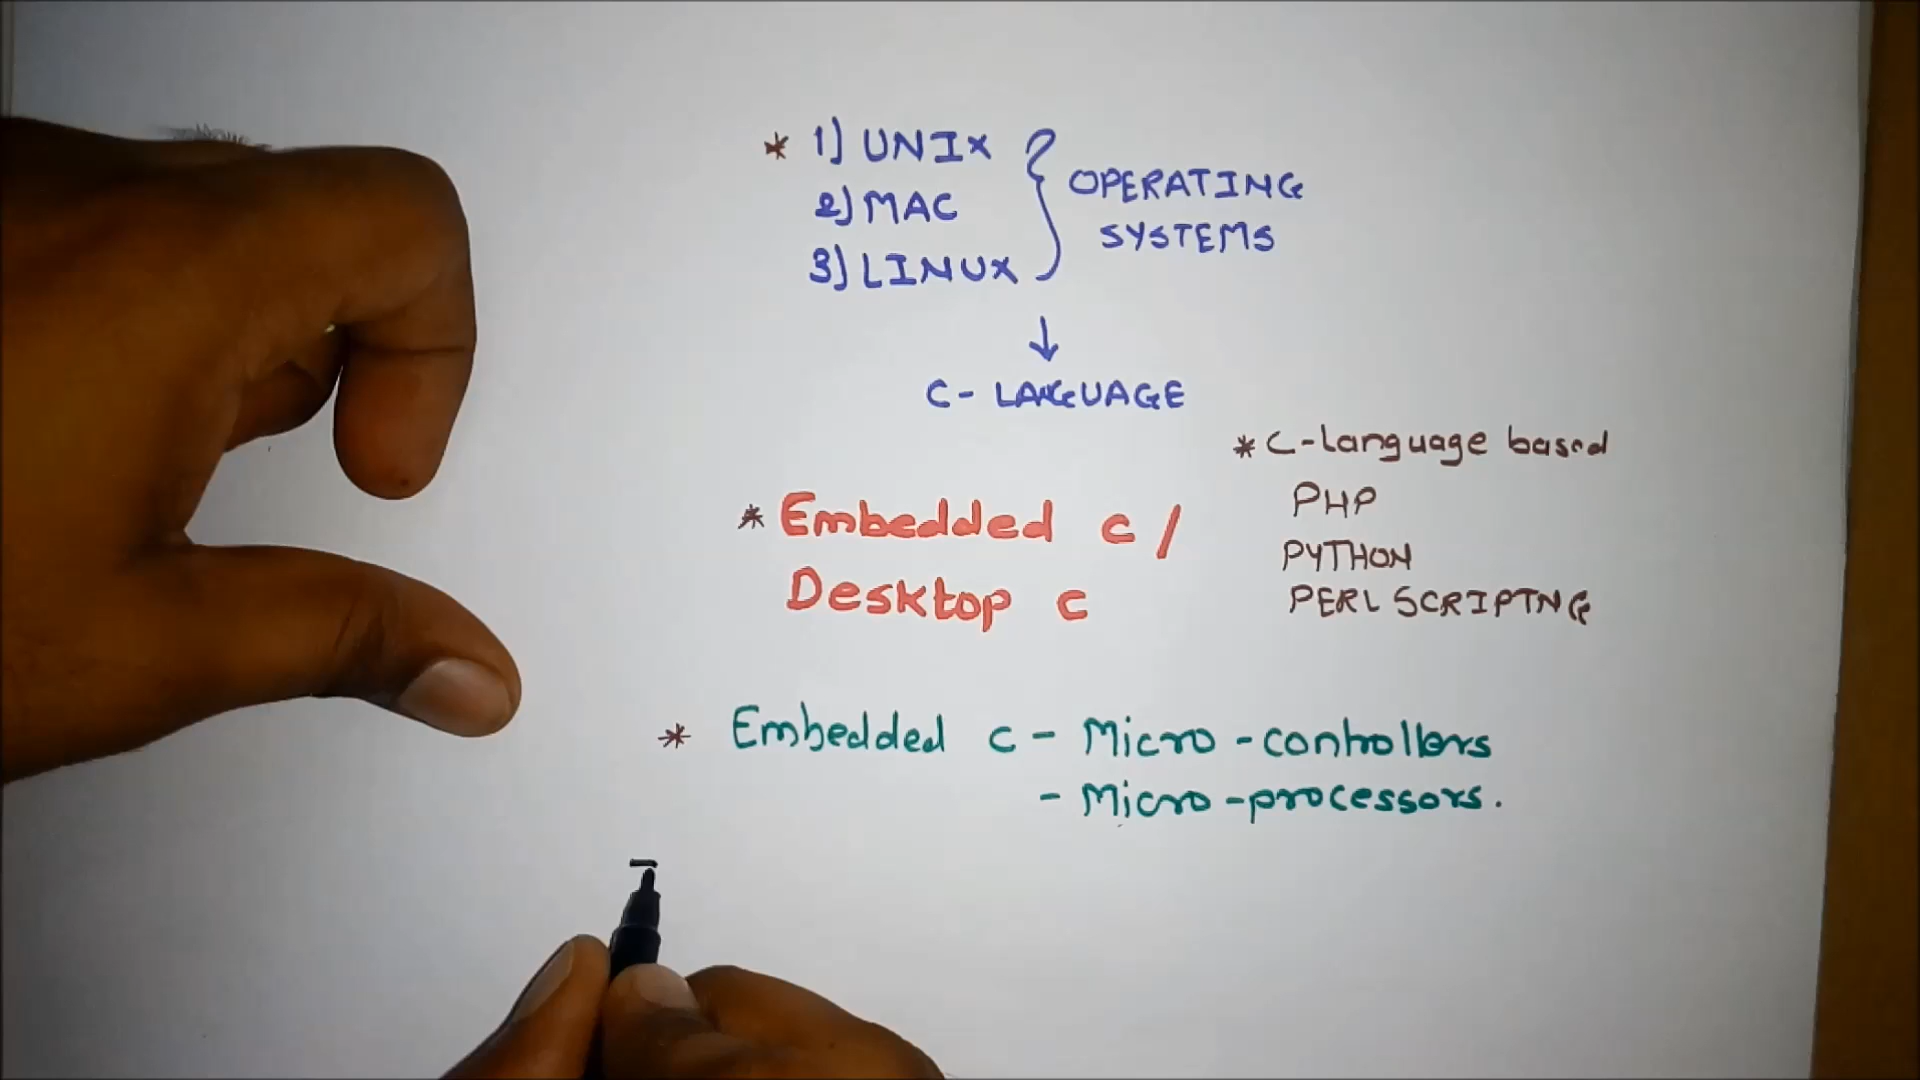 * 1) UNIX
2) MAC
3) LINUX
OPERATING
SYSTEMS
↓
C- LANGUAGE
* C-Language based
PHP
PYTHON
PERL SCRIPTNG
* Embedded c /
Desktop c
* Embedded c - Micro-controllers
- Micro-processors.